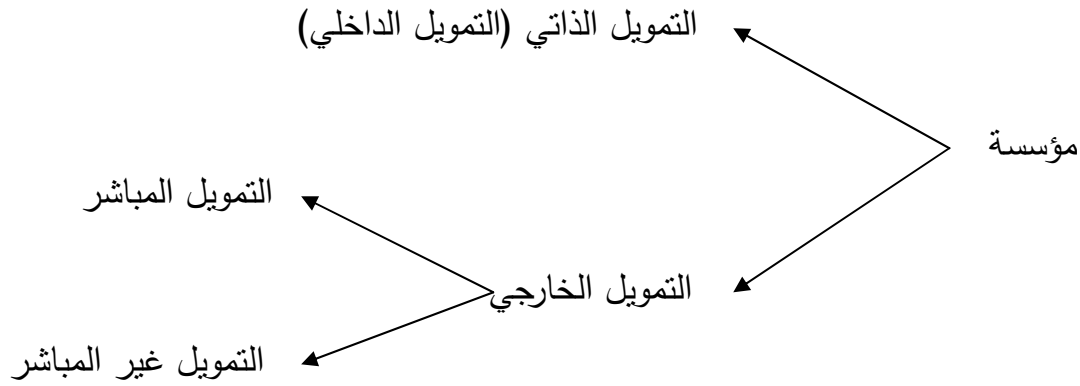 التمويل الذاتي (التمويل الداخلي)
مؤسسة
التمويل المباشر
التمويل الخارجي
التمويل غير المباشر